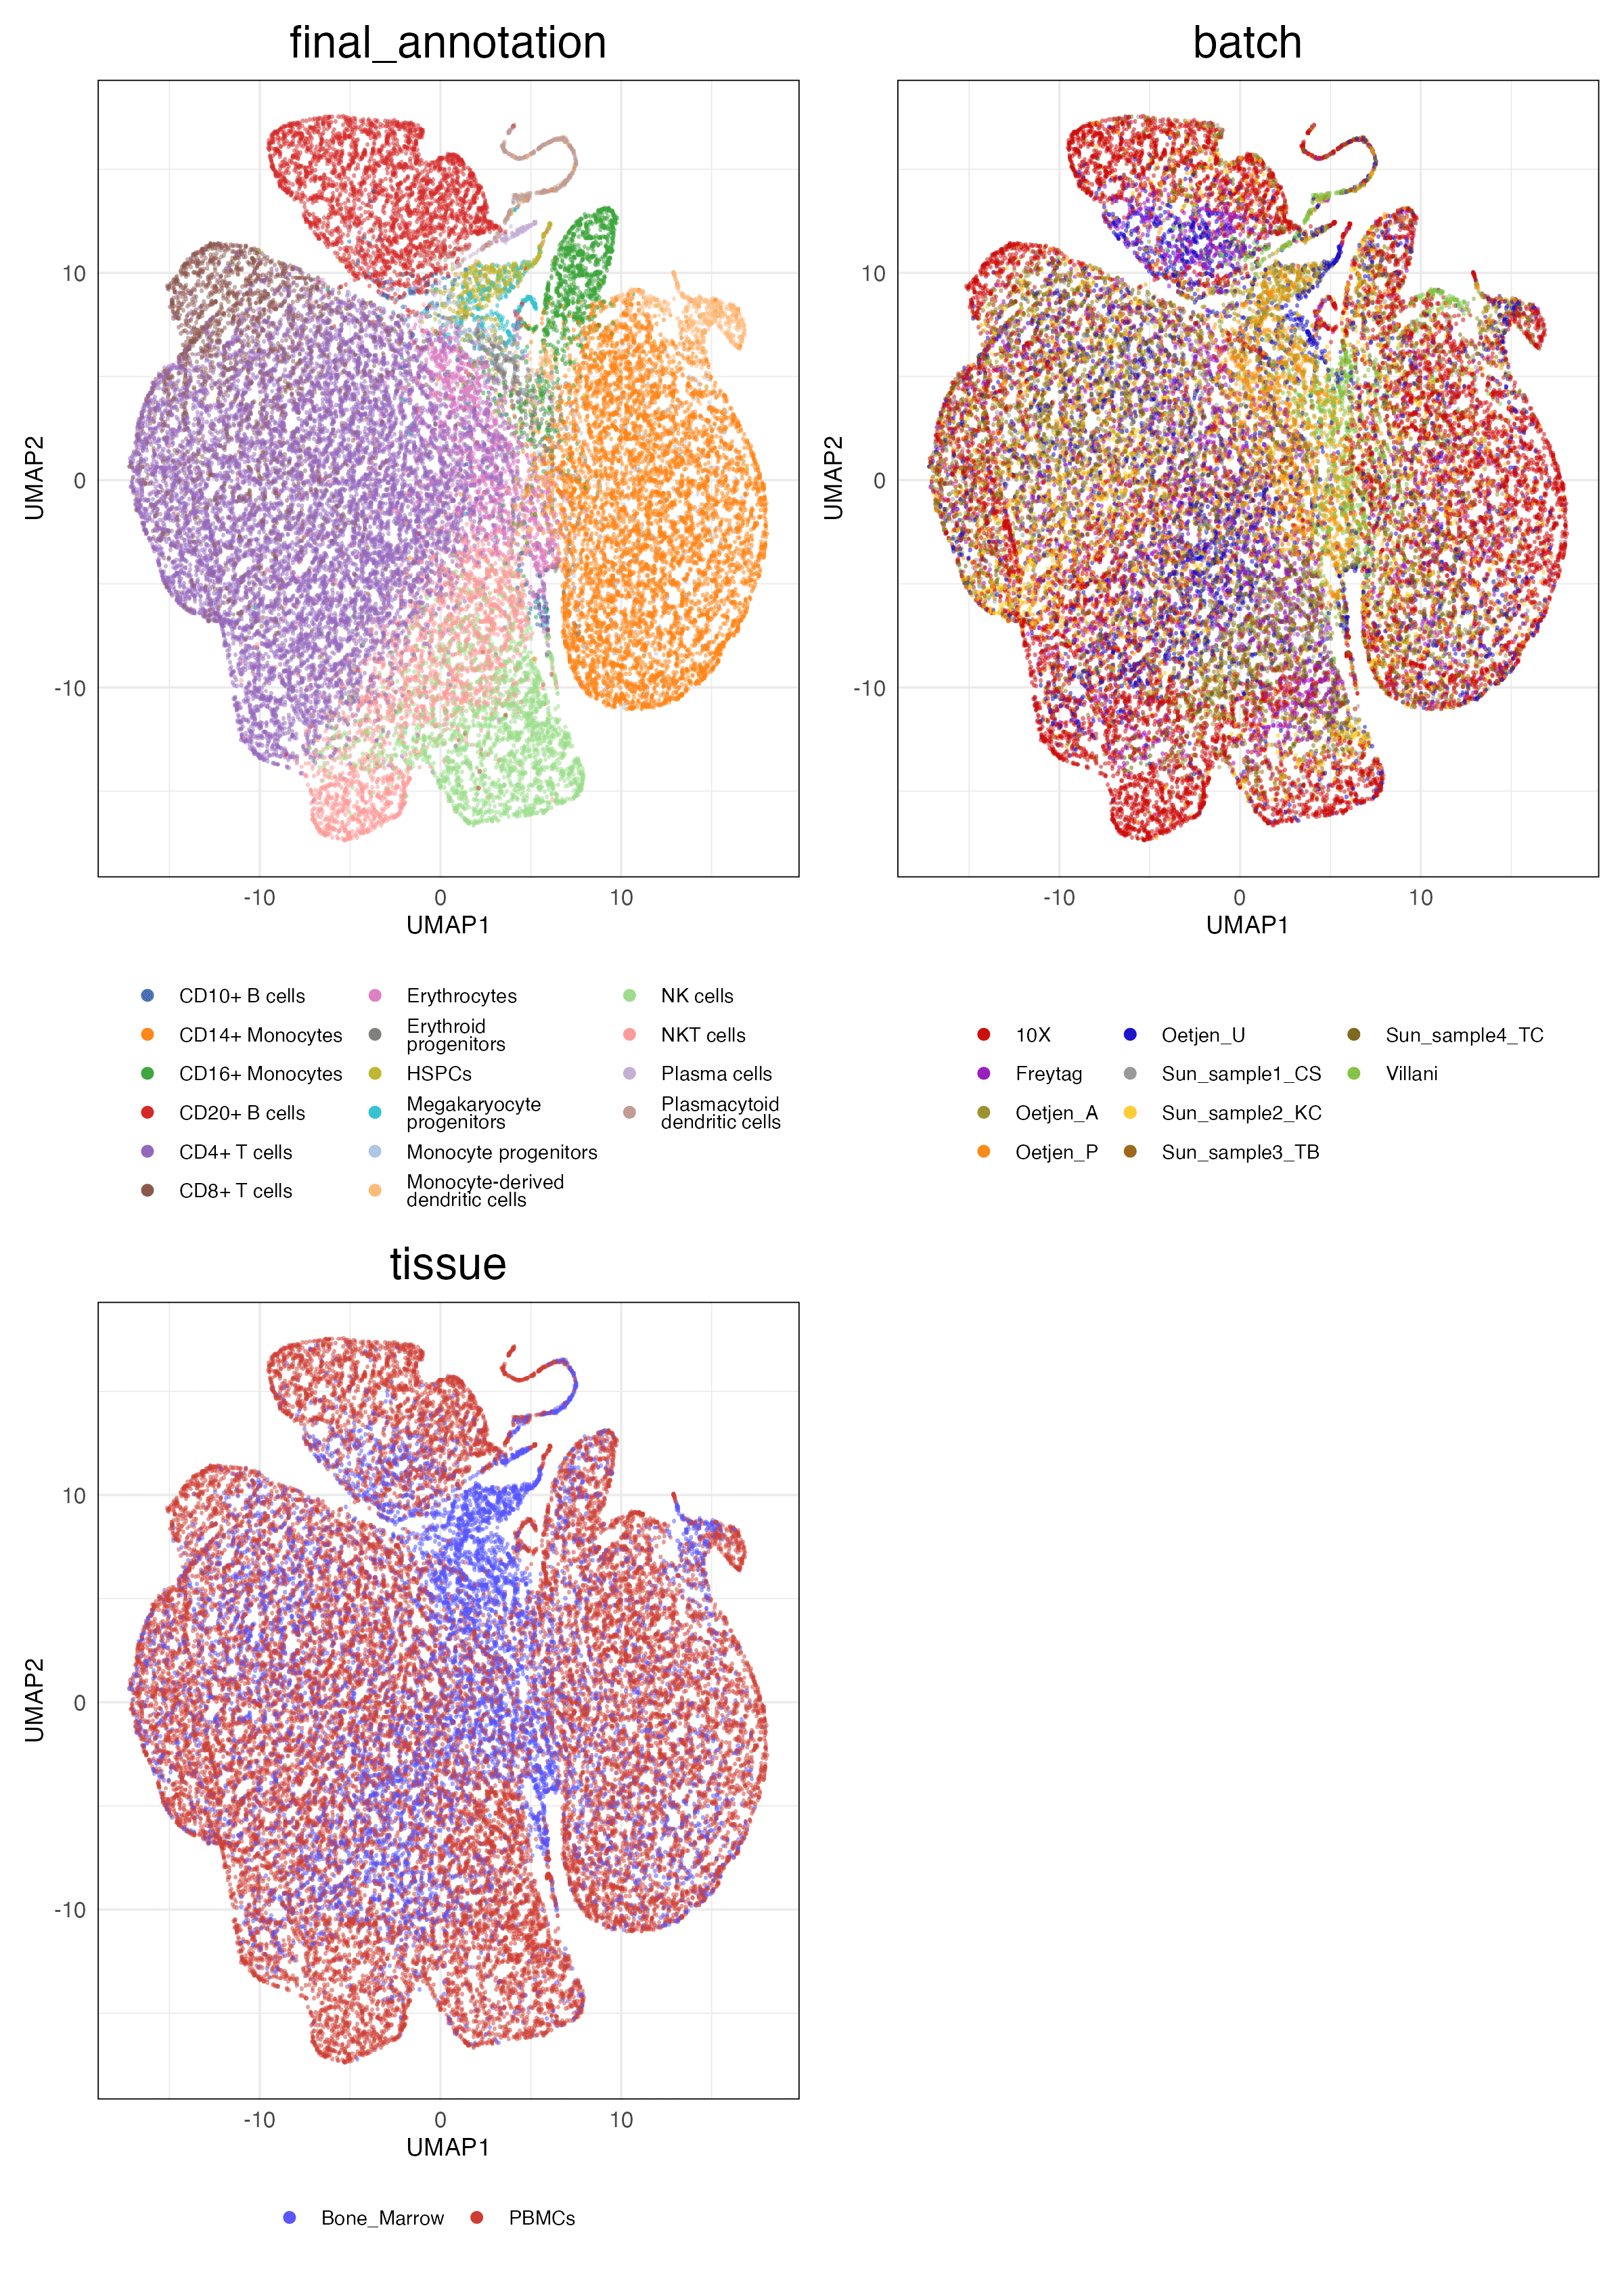 final_annotation
batch
UMAP2
10
0
-10
-10
0
10
UMAP1
UMAP2
10
0
-10
-10
0
10
UMAP1
CD10+ B cells
CD14+ Monocytes
CD16+ Monocytes
CD20+ B cells
CD4+ T cells
CD8+ T cells
Erythrocytes
Erythroid
progenitors
HSPCs
Megakaryocyte
progenitors
Monocyte progenitors
Monocyte-derived
dendritic cells
NK cells
NKT cells
Plasma cells
Plasmacytoid
dendritic cells
10X
Freytag
Oetjen_A
Oetjen_P
Oetjen_U
Sun_sample1_CS
Sun_sample2_KC
Sun_sample3_TB
Sun_sample4_TC
Villani
tissue
UMAP2
10
0
-10
-10
0
10
UMAP1
Bone_Marrow
PBMCs